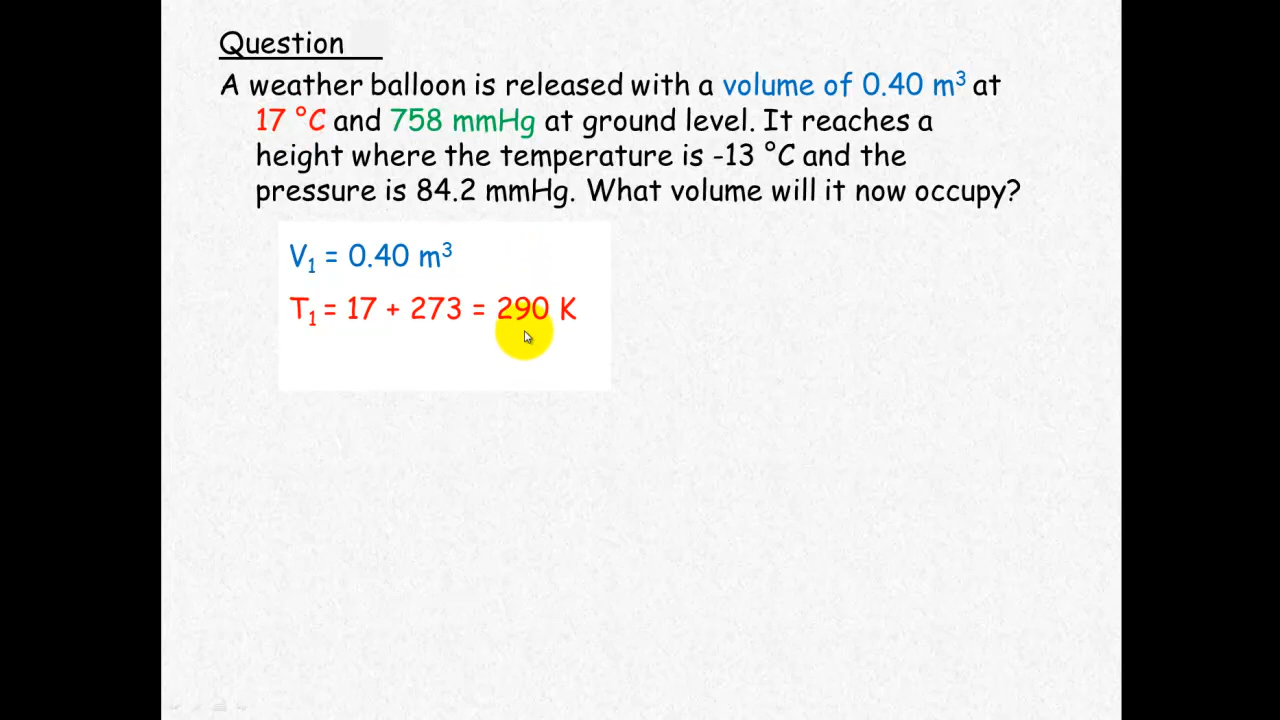 Question
A weather balloon is released with a volume of 0.40 m³ at
17 °C and 758 mmHg at ground level. It reaches a
height where the temperature is -13 °C and the
pressure is 84.2 mmHg. What volume will it now occupy?
V₁ = 0.40 m³
T₁ = 17 + 273 = 290 K